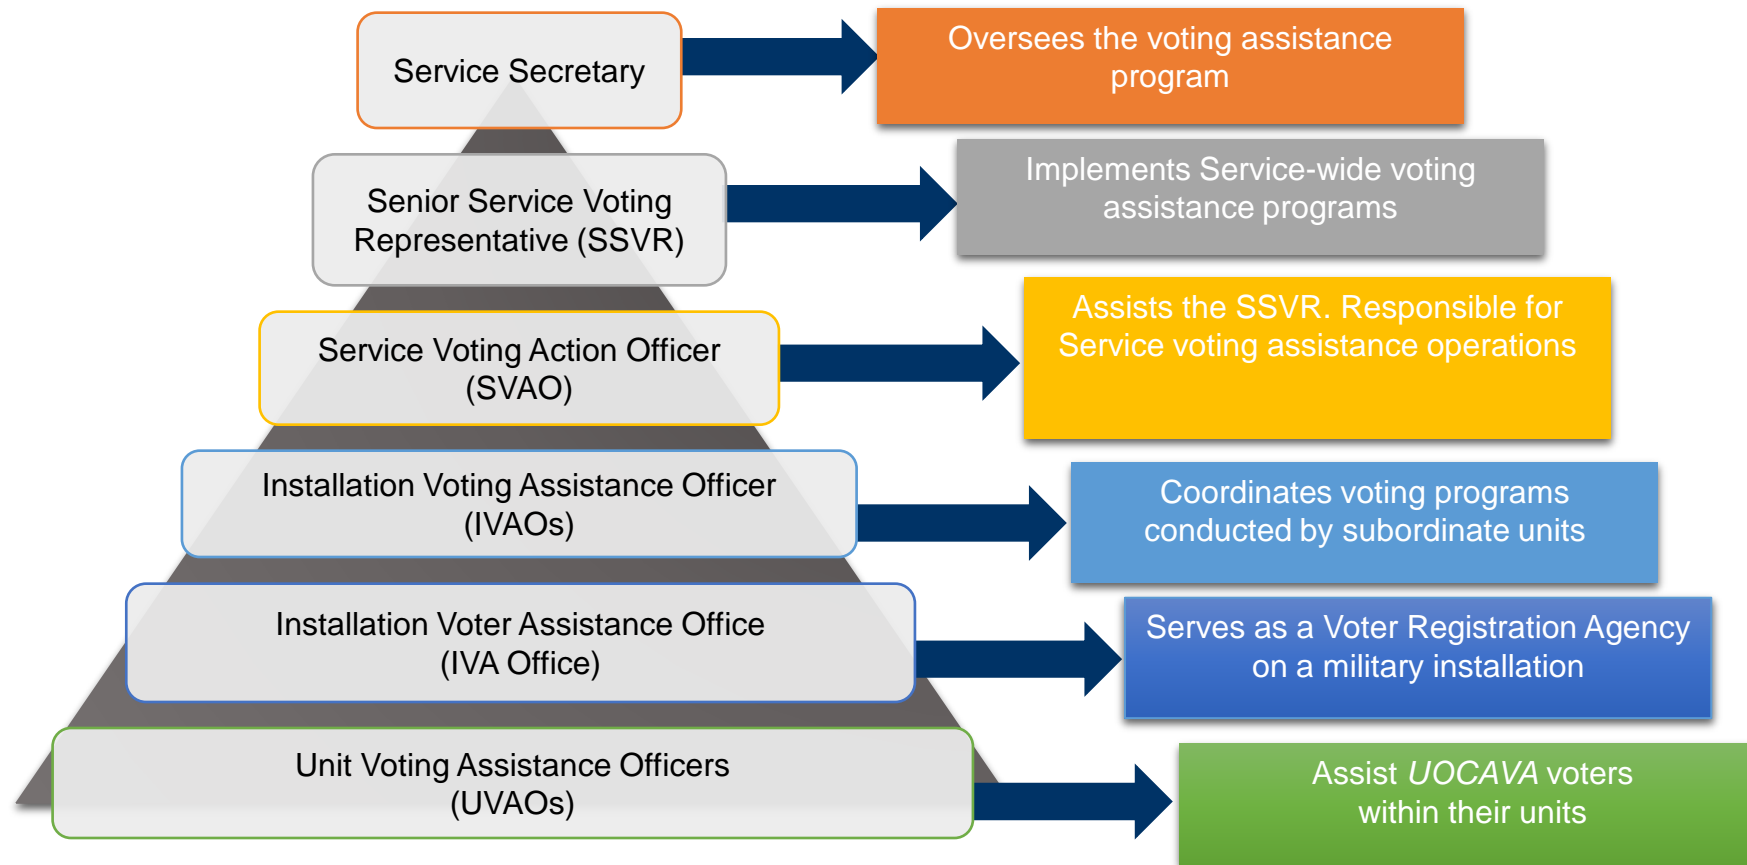 Service Secretary
Oversees the voting assistance
program
Senior Service Voting
Representative (SSVR)
Implements Service-wide voting
assistance programs
Service Voting Action Officer
(SVAO)
Assists the SSVR. Responsible for
Service voting assistance operations
Installation Voting Assistance Officer
(IVAOs)
Coordinates voting programs
conducted by subordinate units
Installation Voter Assistance Office
(IVA Office)
Serves as a Voter Registration Agency
on a military installation
Unit Voting Assistance Officers
(UVAOs)
Assist UOCAVA voters
within their units